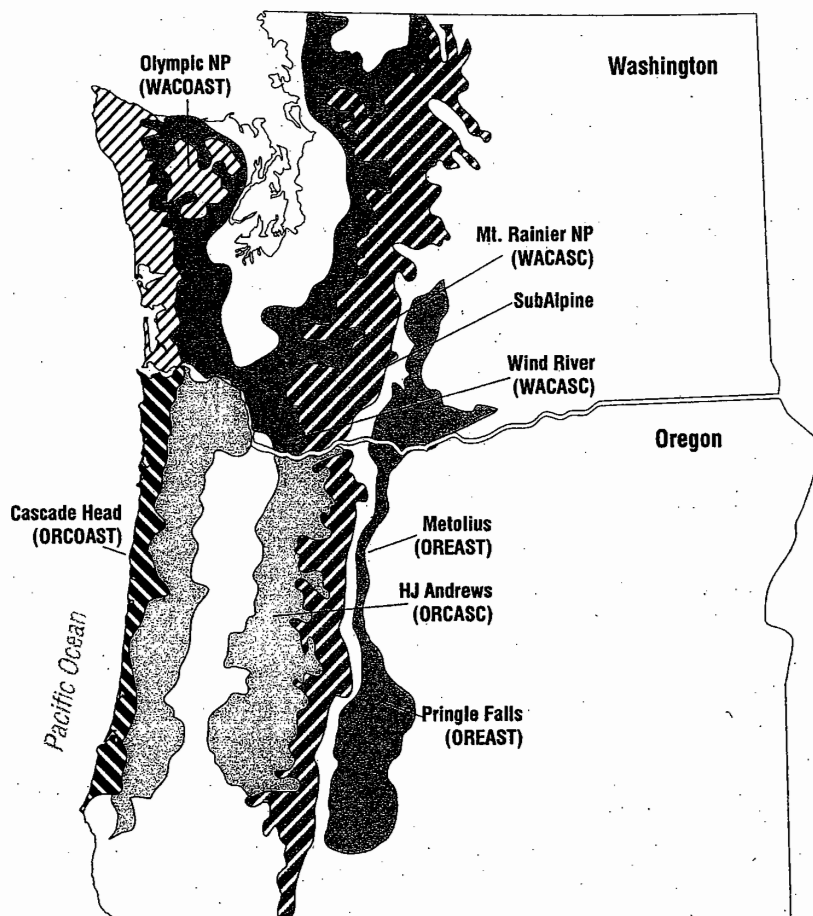 Olympic NP
(WACOAST)
Washington
Mt. Rainier NP
(WACASC)
SubAlpine
Wind River
(WACASC)
Oregon
Cascade Head
(ORCOAST)
Metolius
(OREAST)
HJ Andrews
(ORCASC)
Pacific Ocean
Pringle Falls
(OREAST)